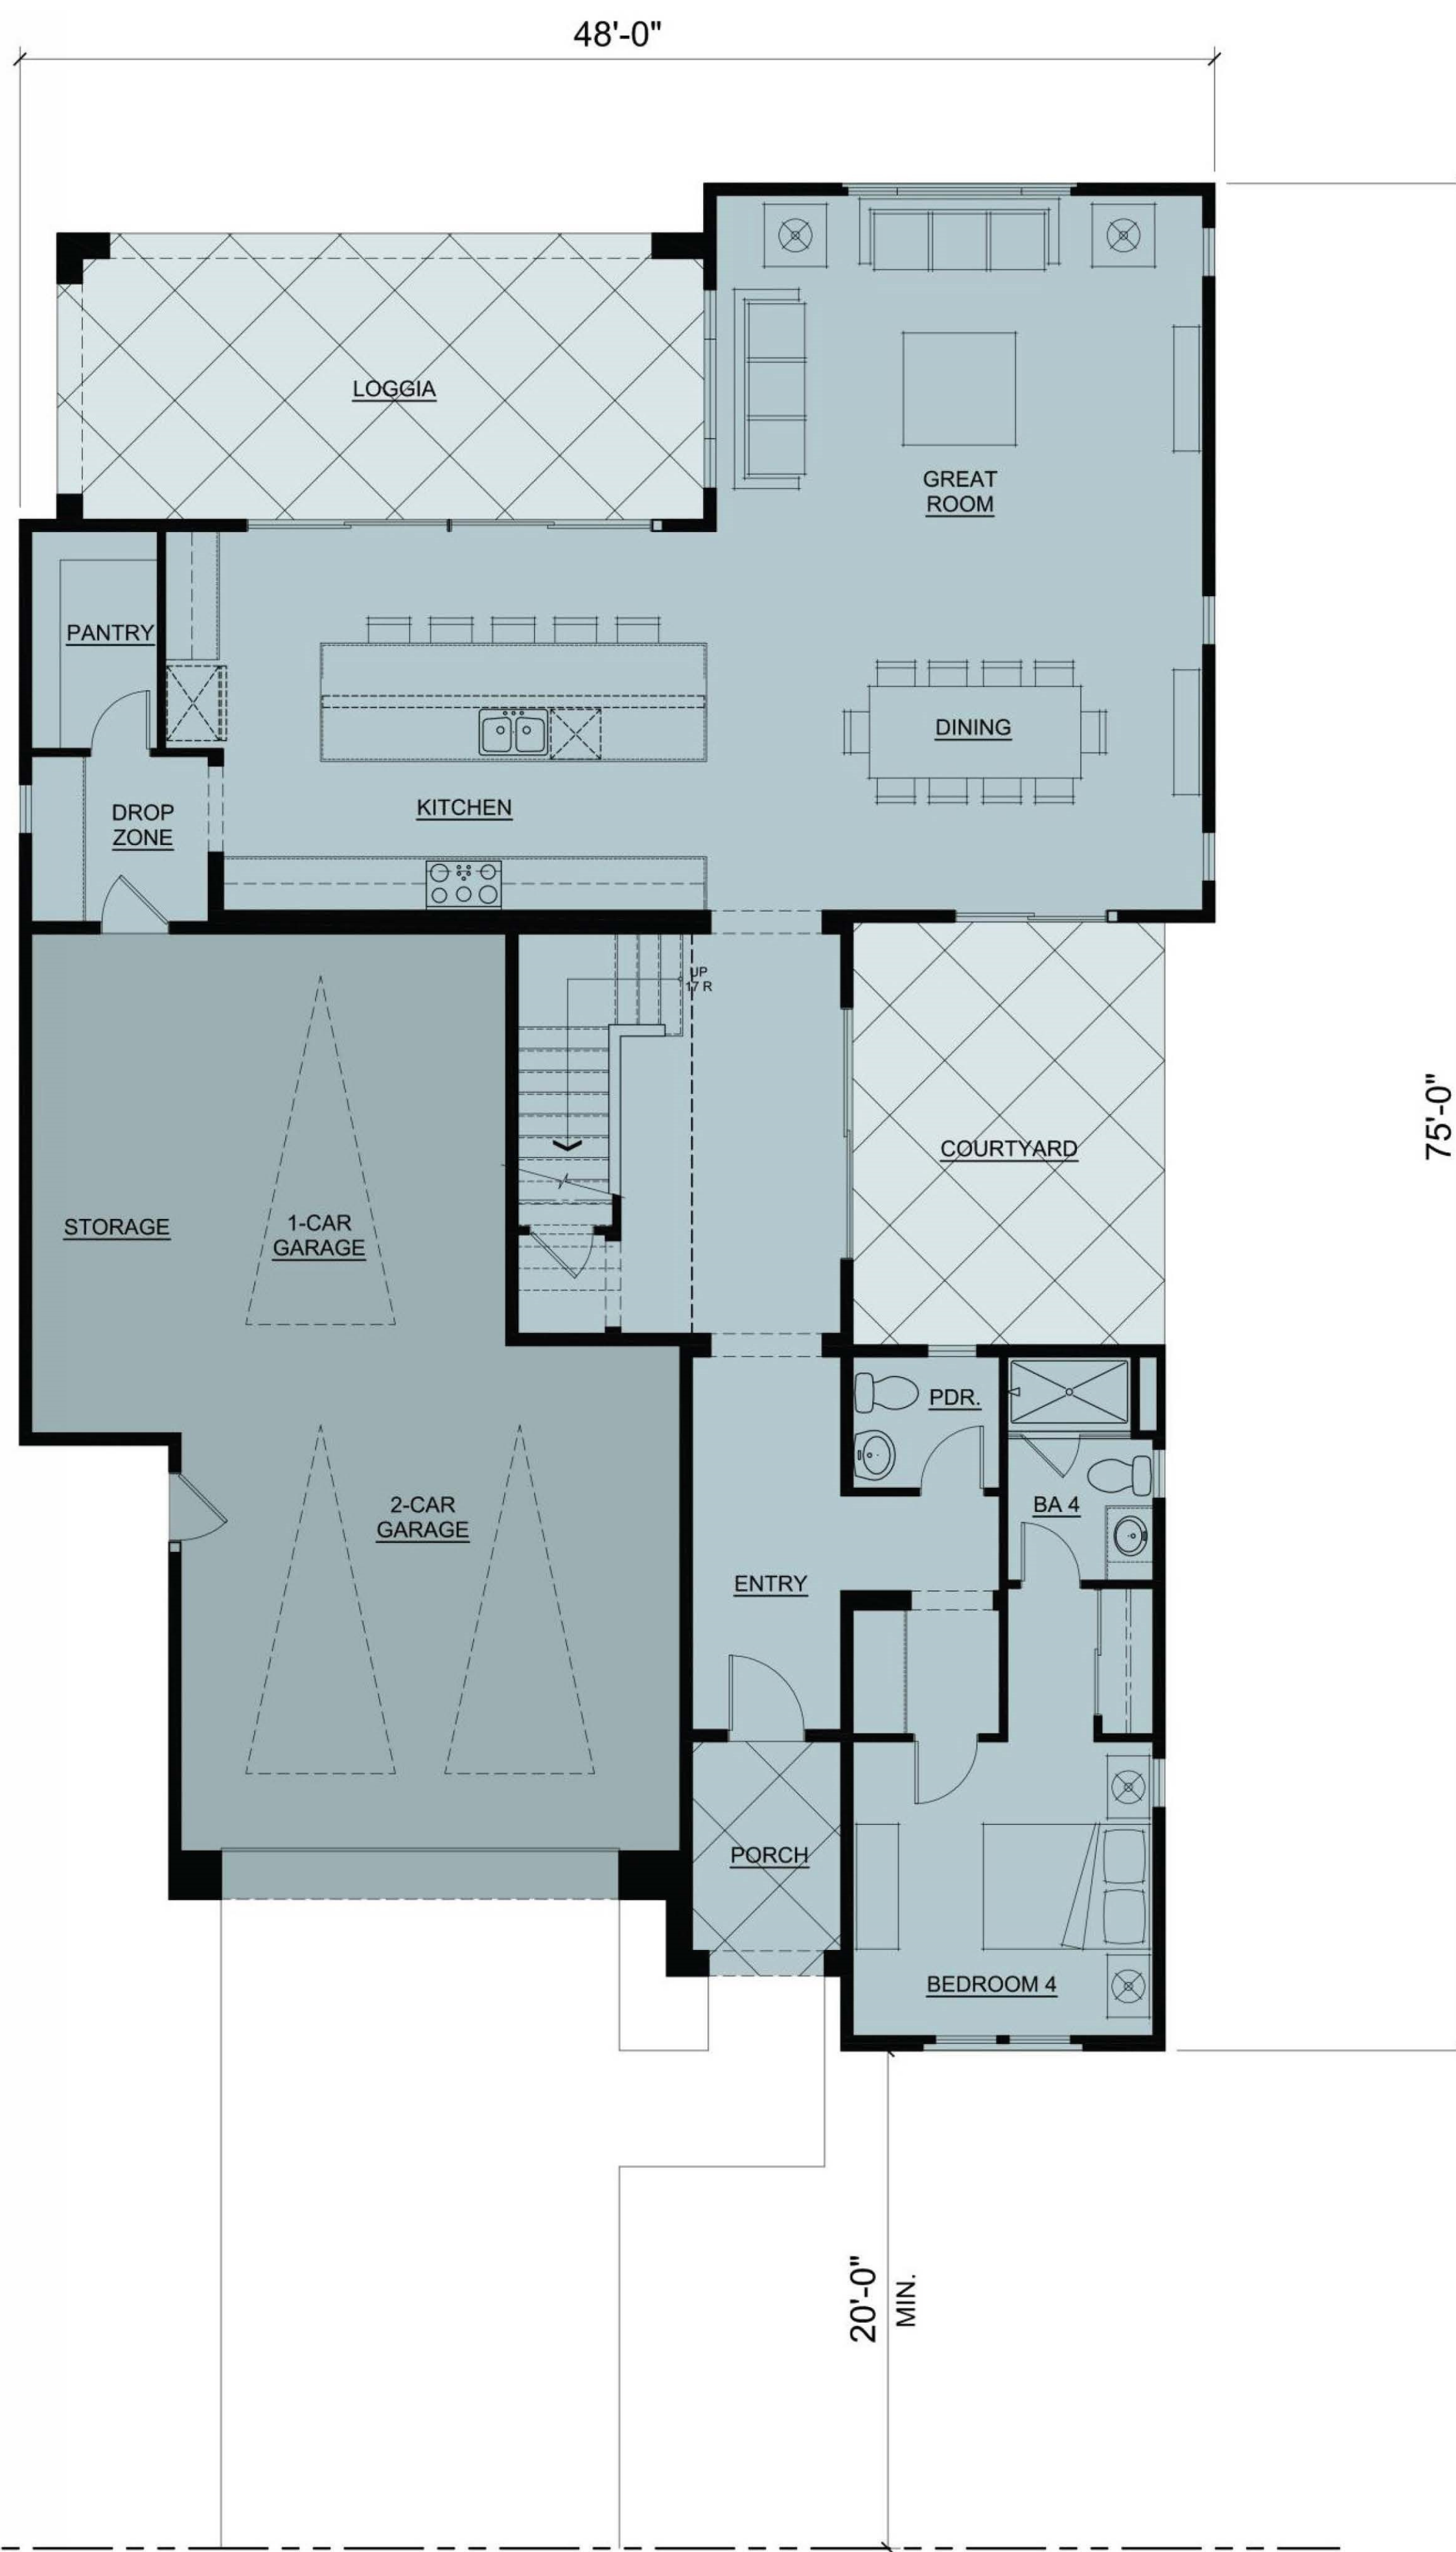 48'-0"
LOGGIA
GREAT
ROOM
PANTRY
DINING
DROP
ZONE
KITCHEN
UP
17 R
75'-0"
COURTYARD
STORAGE
1-CAR
GARAGE
PDR.
2-CAR
GARAGE
BA 4
ENTRY
PORCH
BEDROOM 4
20'-0"
MIN.